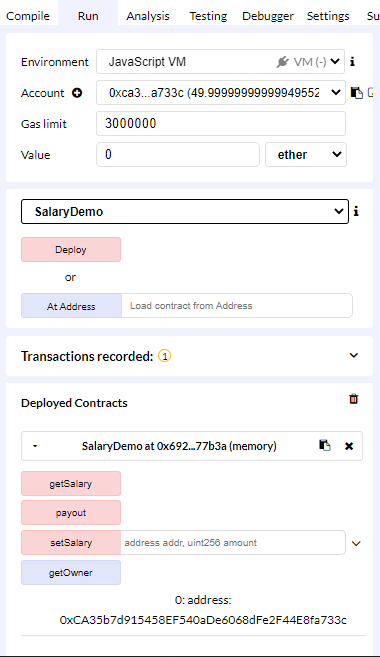 Compile Run Analysis Testing Debugger Settings Su
Environment JavaScript VM VM (-)
Account 0xca3...a733c (49.99999999999949552
Gas limit 3000000
Value 0 ether
SalaryDemo
Deploy
or
At Address Load contract from Address
Transactions recorded: 1
Deployed Contracts
SalaryDemo at 0x692...77b3a (memory)
getSalary
payout
setSalary address addr, uint256 amount
getOwner
0: address:
0xCA35b7d915458EF540aDe6068dFe2F44E8fa733c